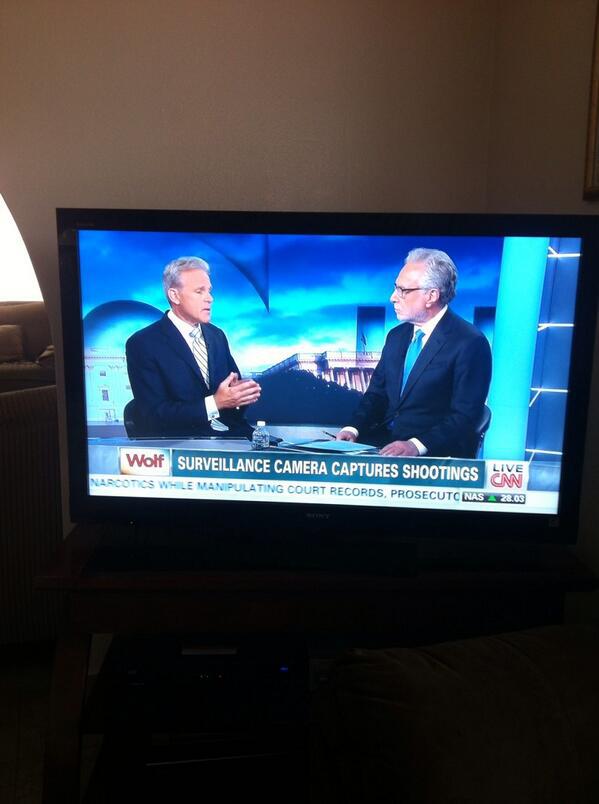 Wolf
SURVEILLANCE CAMERA CAPTURES SHOOTINGS
LIVE
CNN
NARCOTICS WHILE MANIPULATING COURT RECORDS, PROSECUTO
NAS ▲ 28.03
SONY